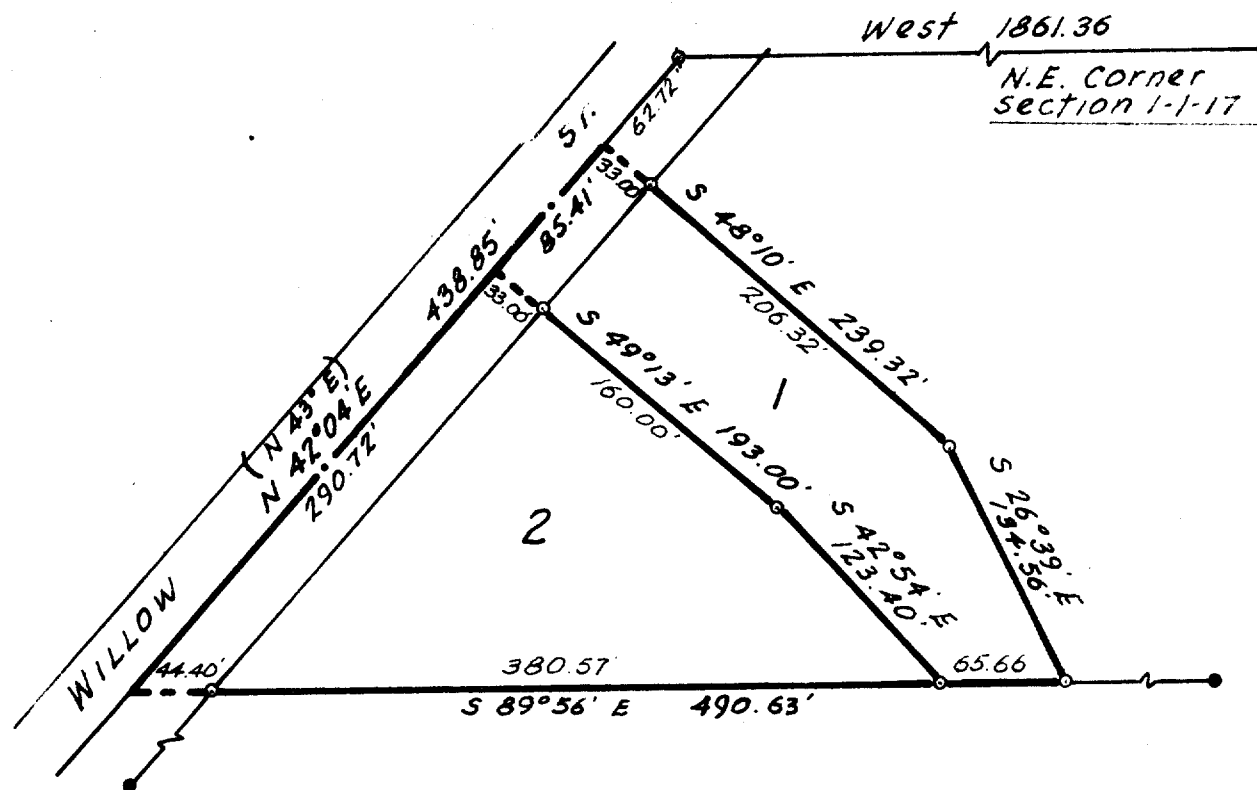 West 1861.36
N.E. Corner
section 1-1-17
St.
62.72'
33.00'
85.41'
438.85'
33.00'
S 48°10' E 239.32'
206.32'
1
S 49°13' E 193.00'
160.00'
(N 43° E)
N 42°04' E
290.72'
S 26°39' E
134.56'
S 42°54' E
123.40'
2
WILLOW
44.40'
380.57'
65.66
S 89°56' E 490.63'